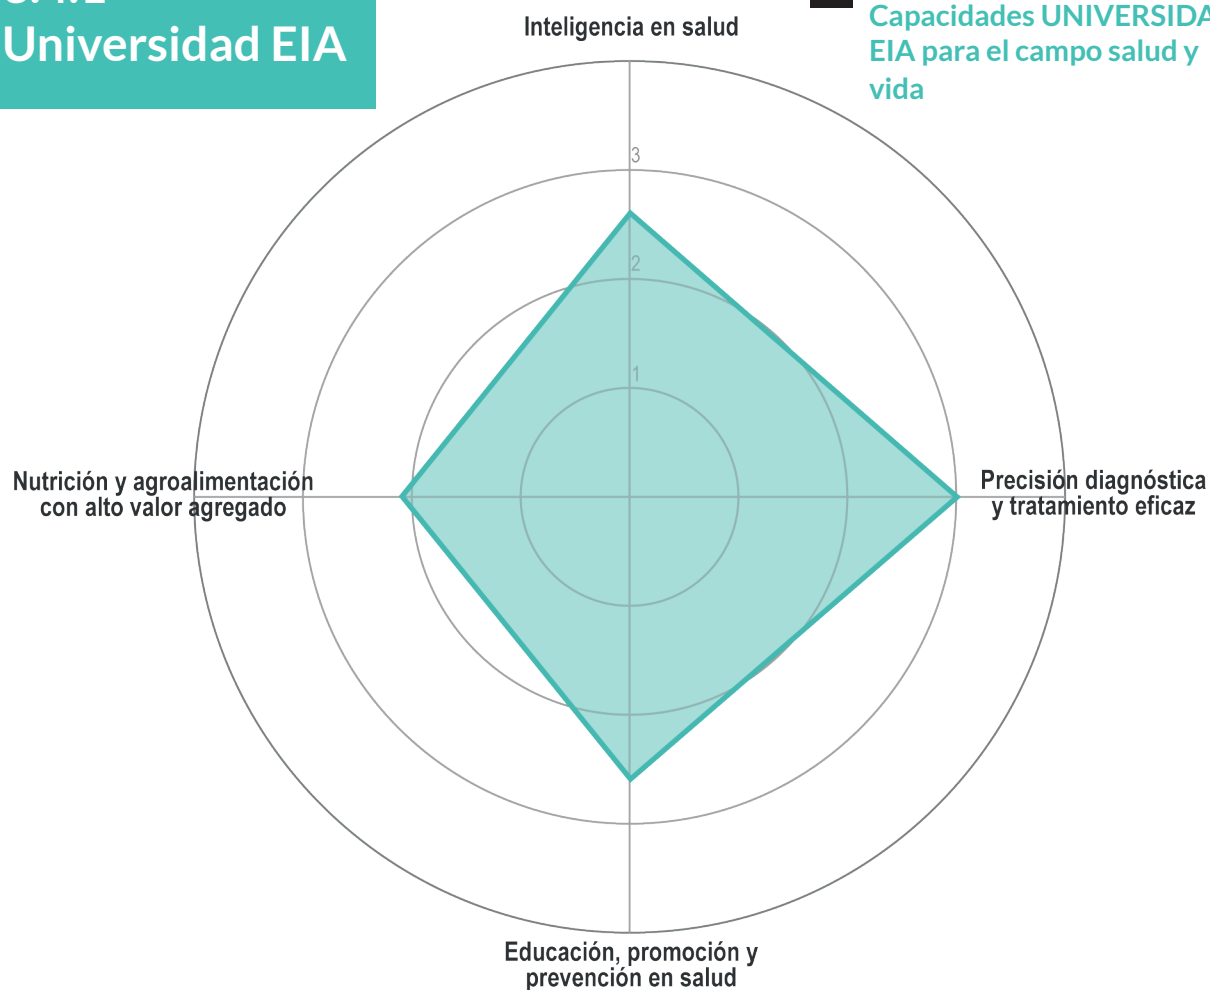 Universidad EIA
Capacidades
EIA para el campo salud y
vida
Inteligencia en salud
3
2
1
Nutrición y agroalimentación
con alto valor agregado
Precisión diagnóstica
y tratamiento eficaz
Educación, promoción y
prevención en salud